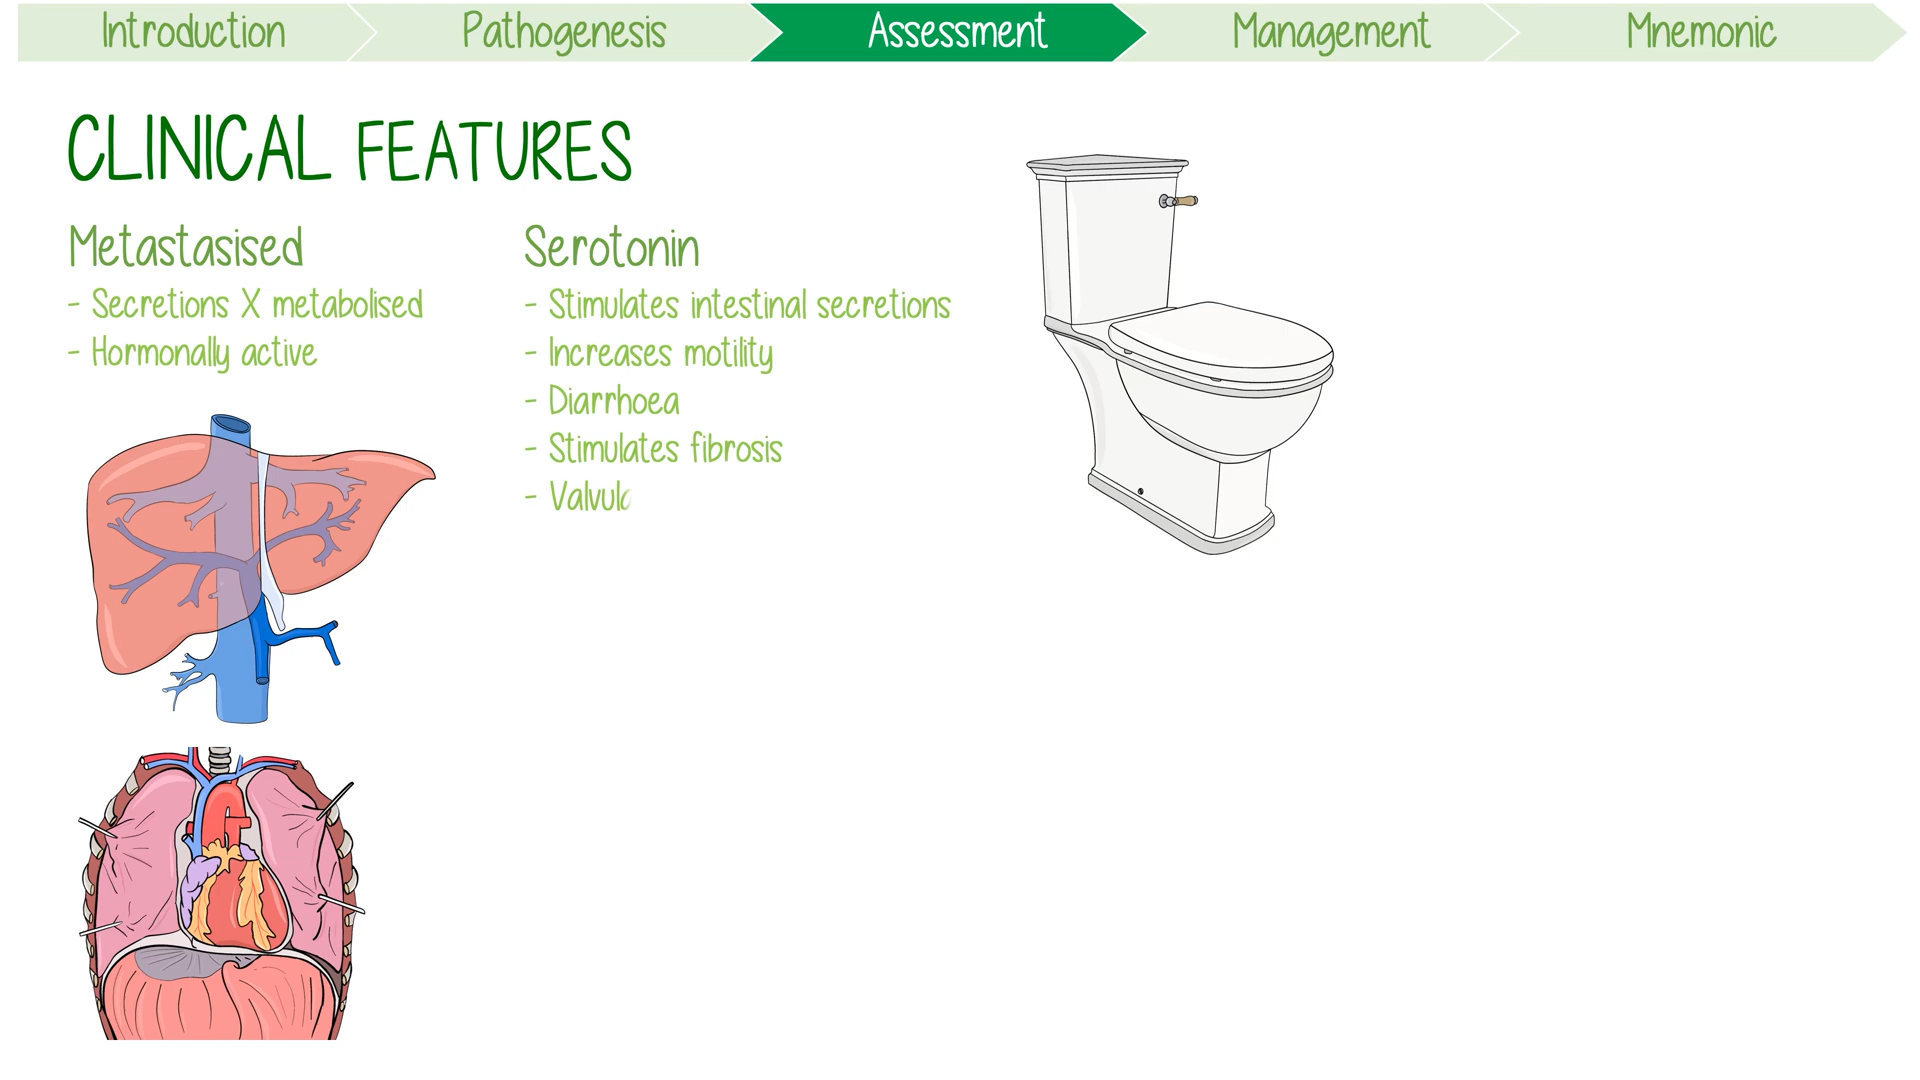 Introduction
Pathogenesis
Assessment
Management
Mnemonic
CLINICAL FEATURES
Metastasised
- Secretions X metabolised
- Hormonally active
Serotonin
- Stimulates intestinal secretions
- Increases motility
- Diarrhoea
- Stimulates fibrosis
-